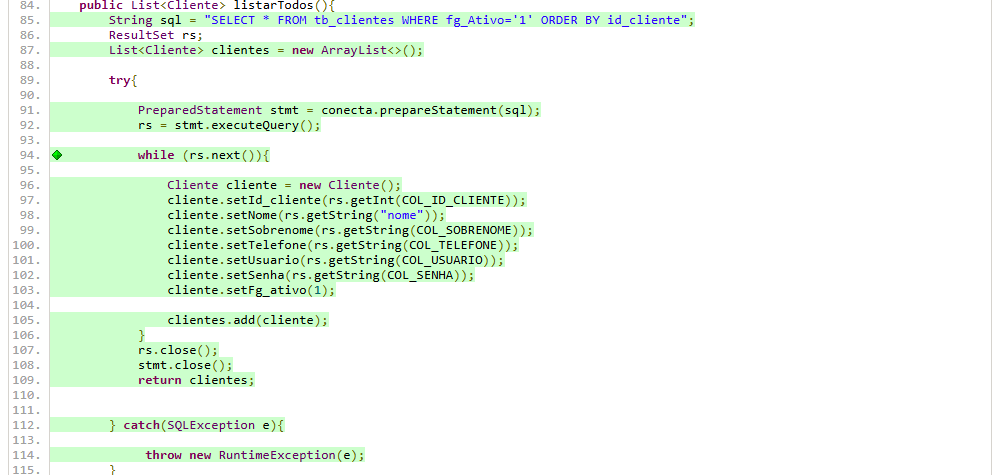 84.     public List<Cliente> listarTodos(){
85.         String sql = "SELECT * FROM tb_clientes WHERE fg_Ativo='1' ORDER BY id_cliente";
86.         ResultSet rs;
87.         List<Cliente> clientes = new ArrayList<>();
88.
89.         try{
90.
91.             PreparedStatement stmt = conecta.prepareStatement(sql);
92.             rs = stmt.executeQuery();
93.
94.             while (rs.next()){
95.
96.                 Cliente cliente = new Cliente();
97.                 cliente.setId_cliente(rs.getInt(COL_ID_CLIENTE));
98.                 cliente.setNome(rs.getString("nome"));
99.                 cliente.setSobrenome(rs.getString(COL_SOBRENOME));
100.                 cliente.setTelefone(rs.getString(COL_TELEFONE));
101.                 cliente.setUsuario(rs.getString(COL_USUARIO));
102.                 cliente.setSenha(rs.getString(COL_SENHA));
103.                 cliente.setFg_ativo(1);
104.
105.                 clientes.add(cliente);
106.             }
107.             rs.close();
108.             stmt.close();
109.             return clientes;
110.
111.
112.         } catch(SQLException e){
113.
114.              throw new RuntimeException(e);
115.         }